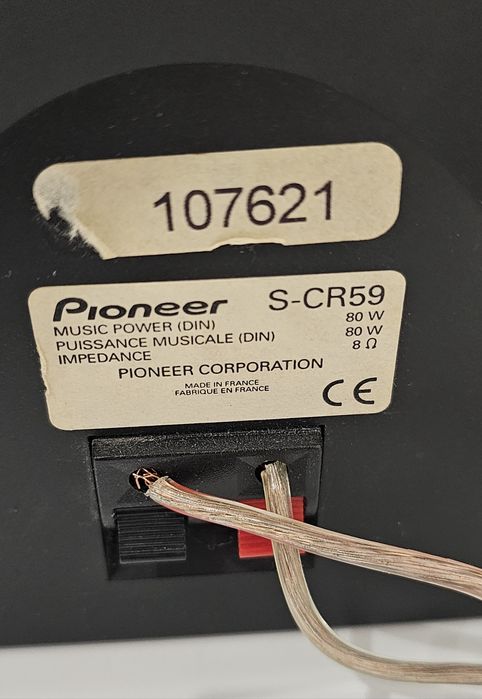 107621
Pioneer S-CR59
MUSIC POWER (DIN) 80 W
PUISSANCE MUSICALE (DIN) 80 W
IMPEDANCE 8 Ω
PIONEER CORPORATION
MADE IN FRANCE
FABRIQUE EN FRANCE
CE